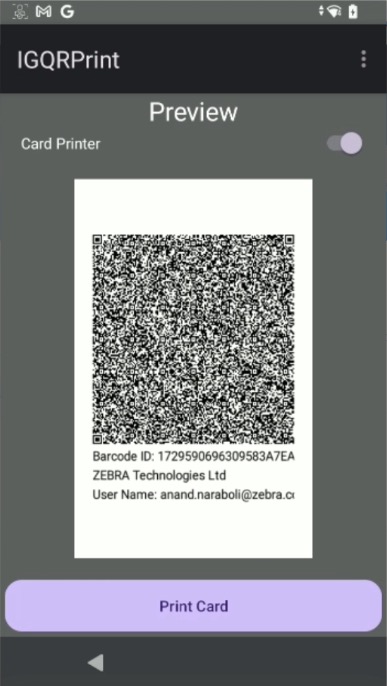 IGQRPrint
Preview
Card Printer
Barcode ID: 1729590696309583A7EA
ZEBRA Technologies Ltd
User Name: anand.naraboli@zebra.co
Print Card